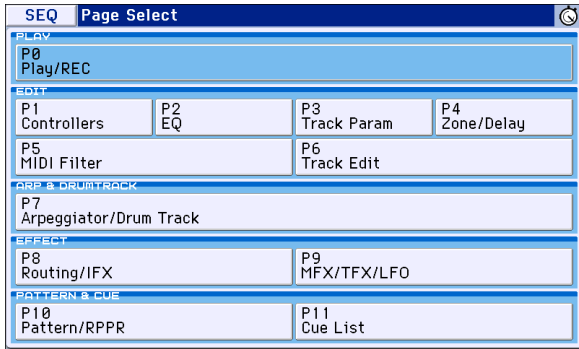 SEQ Page Select
PLAY
P0
Play/REC
EDIT
P1 P2 P3 P4
Controllers EQ Track Param Zone/Delay
P5 P6
MIDI Filter Track Edit
ARP & DRUMTRACK
P7
Arpeggiator/Drum Track
EFFECT
P8 P9
Routing/IFX MFX/TFX/LFO
PATTERN & CUE
P10 P11
Pattern/RPPR Cue List